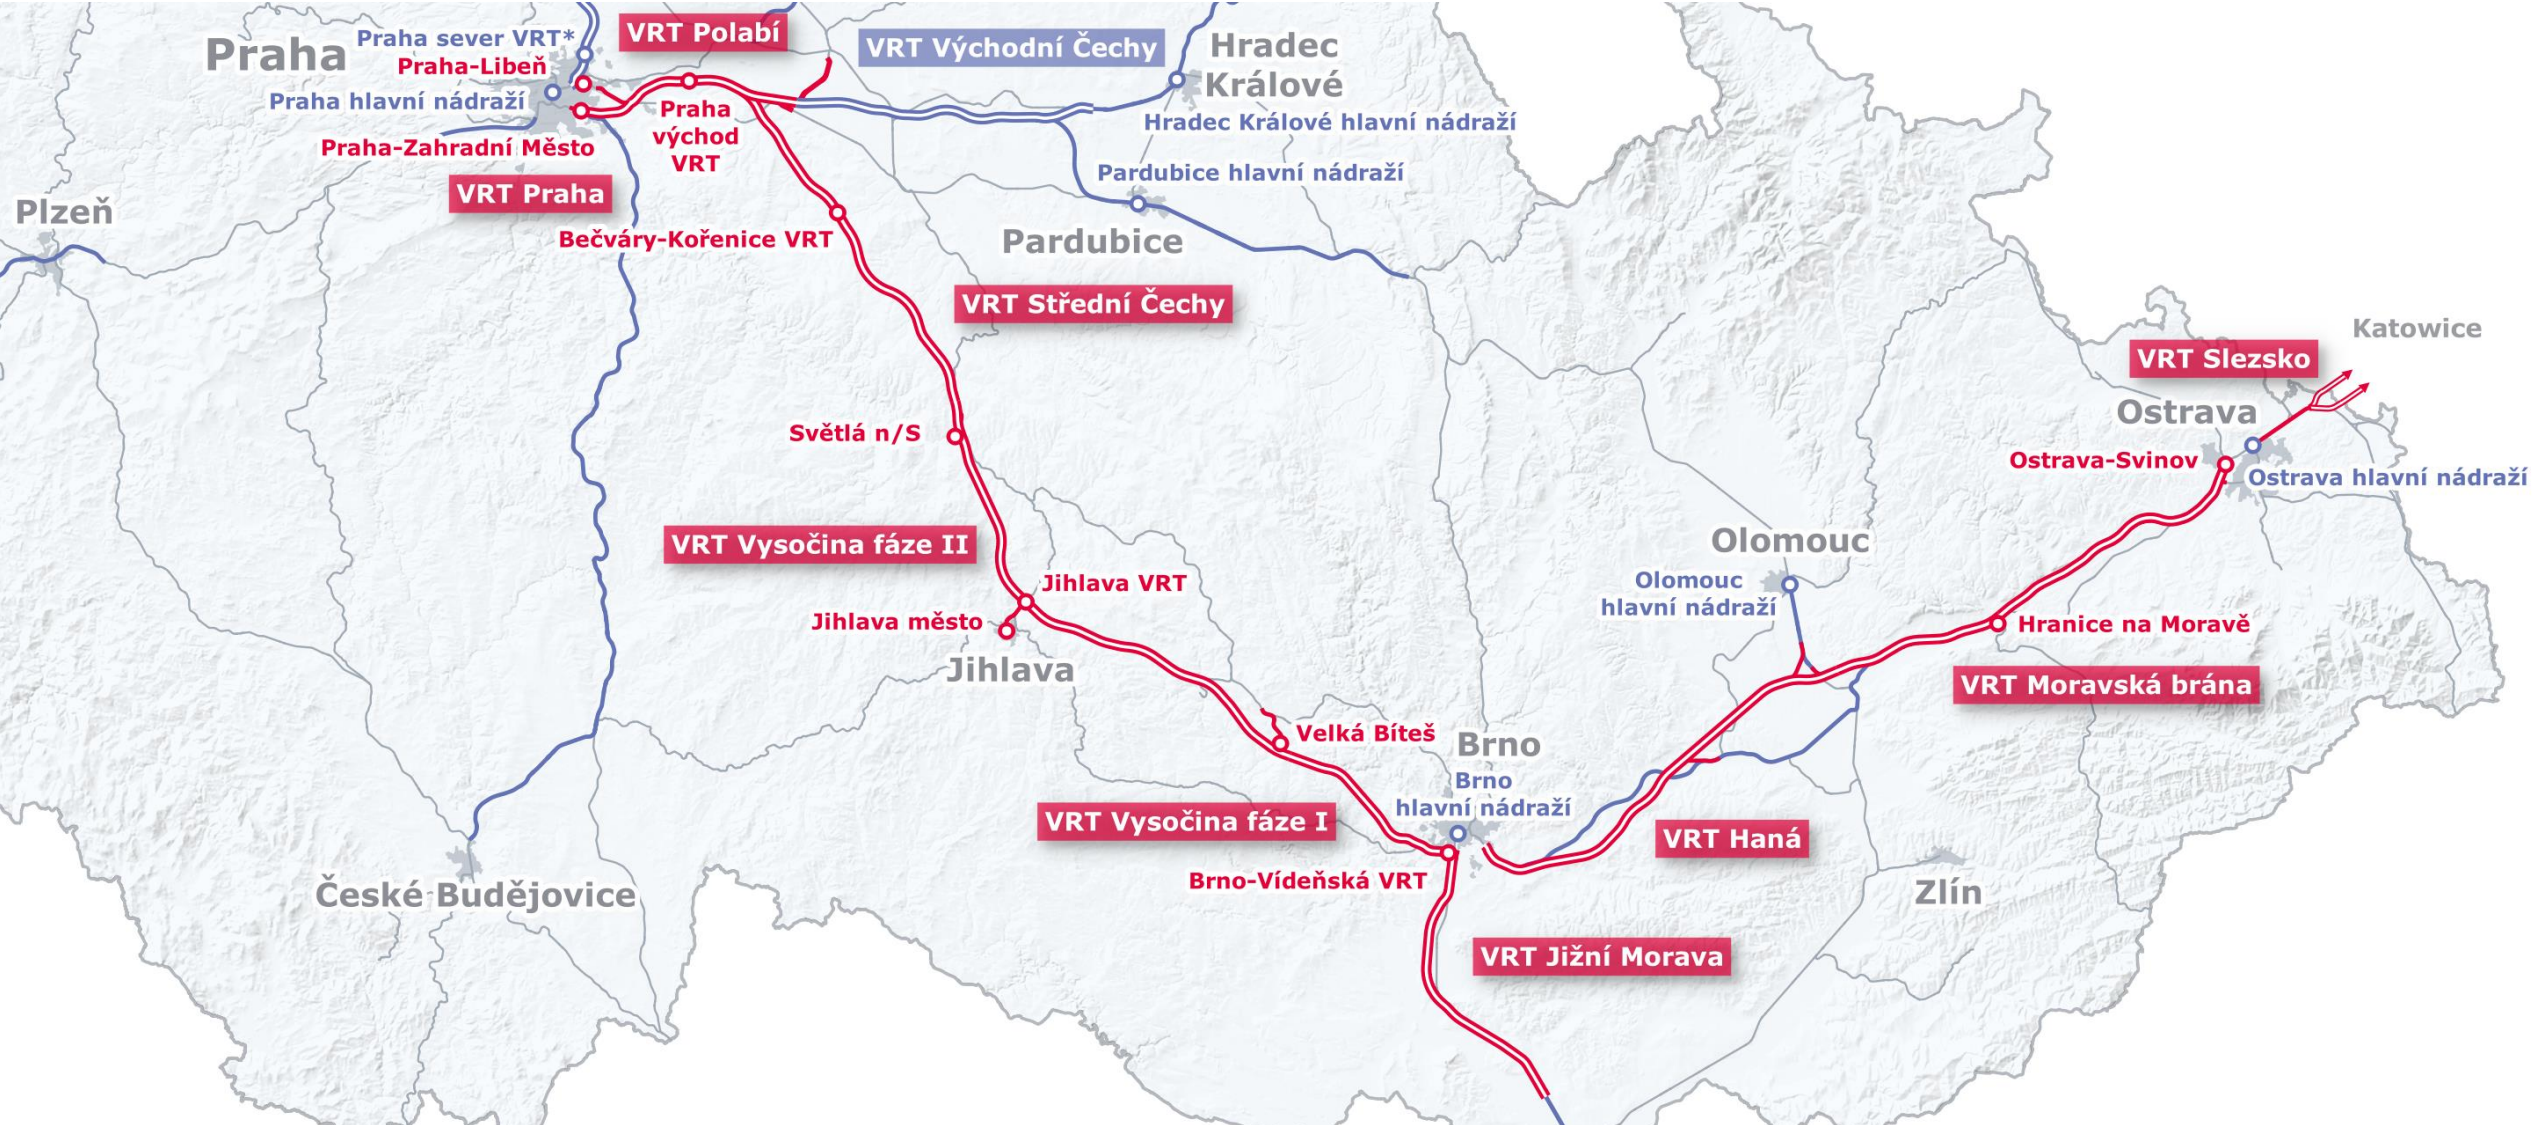 VRT Polabí
Praha
Praha sever VRT*
Praha-Libeň
Praha hlavní nádraží
VRT Východní Čechy
Hradec
Králové
Hradec Králové hlavní nádraží
Praha
východ
VRT
Praha-Zahradní Město
VRT Praha
Pardubice hlavní nádraží
Plzeň
Bečváry-Kořenice VRT
Pardubice
VRT Střední Čechy
Katowice
VRT Slezsko
Ostrava
Světlá n/S
Ostrava-Svinov
Ostrava hlavní nádraží
VRT Vysočina fáze II
Olomouc
Olomouc
hlavní nádraží
Jihlava VRT
Jihlava město
Hranice na Moravě
Jihlava
VRT Moravská brána
Velká Bíteš
Brno
Brno
hlavní nádraží
VRT Vysočina fáze I
VRT Haná
Brno-Vídeňská VRT
České Budějovice
Zlín
VRT Jižní Morava